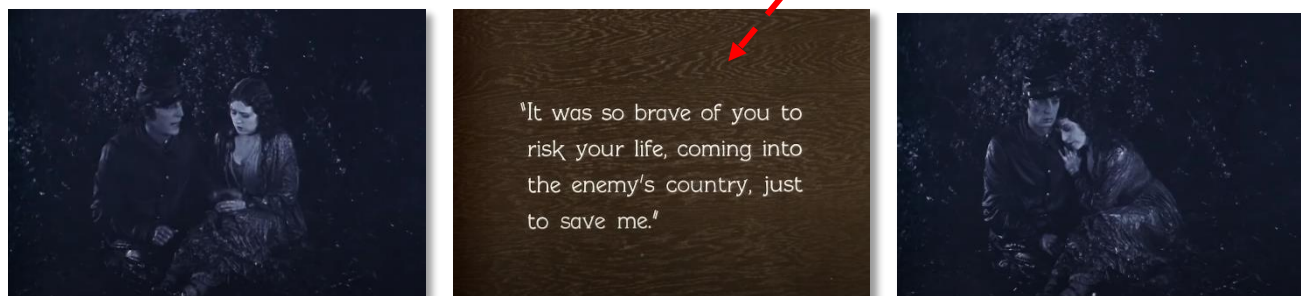 "It was so brave of you to
risk your life, coming into
the enemy's country, just
to save me."